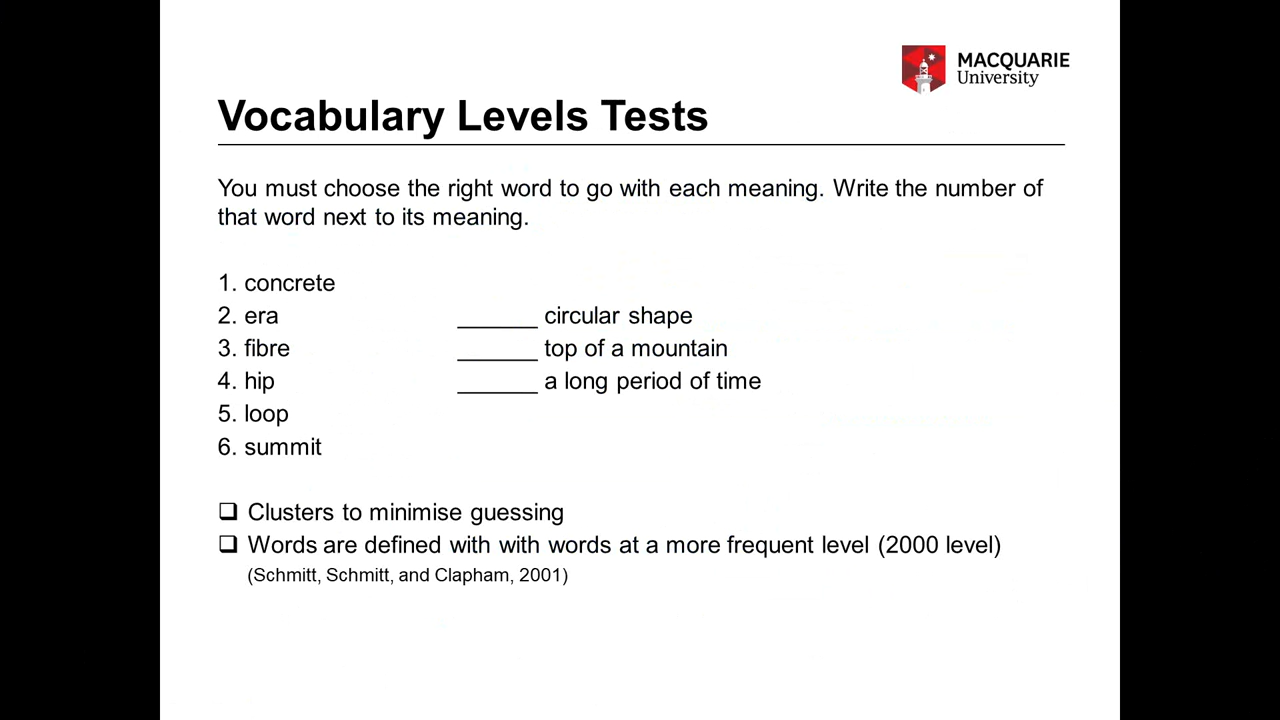 MACQUARIE
University
Vocabulary Levels Tests
You must choose the right word to go with each meaning. Write the number of
that word next to its meaning.
1. concrete
2. era ______ circular shape
3. fibre ______ top of a mountain
4. hip ______ a long period of time
5. loop
6. summit
❑ Clusters to minimise guessing
❑ Words are defined with with words at a more frequent level (2000 level)
(Schmitt, Schmitt, and Clapham, 2001)